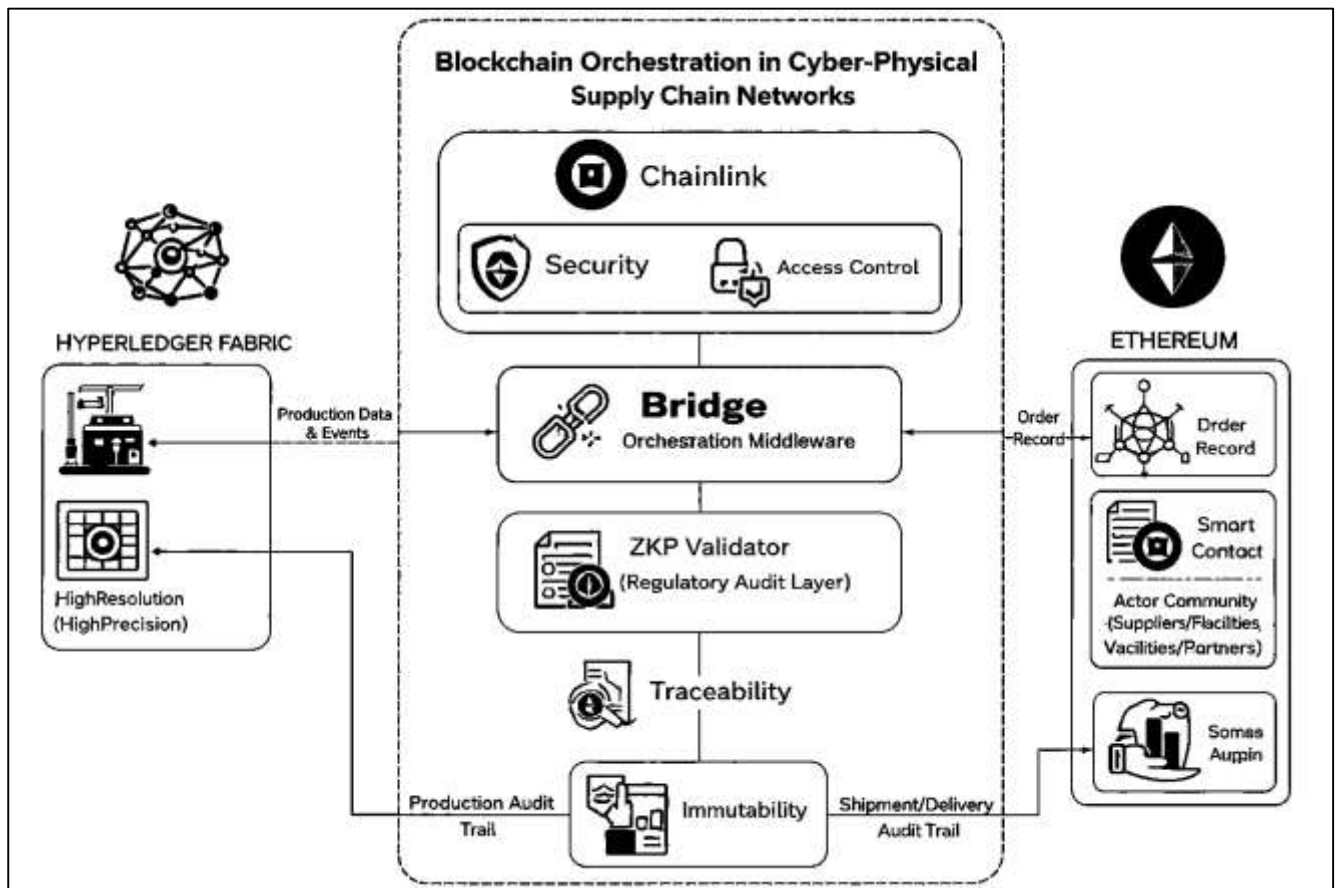 Blockchain Orchestration in Cyber-Physical
Supply Chain Networks
Chainlink
Security
Access Control
HYPERLEDGER FABRIC
ETHEREUM
Production Data
& Events
Bridge
Orchesration Middleware
Order
Record
Drder
Record
ZKP Validator
(Regulatory Audit Layer)
Smart
Contact
HighResolution
(HighPrecision)
Actor Community
(Suppliers/Flacilties,
Vacilities/Partners)
Traceability
Somss
Augpin
Production Audit
Trail
Immutability
Shipment/Delivery
Audit Trail